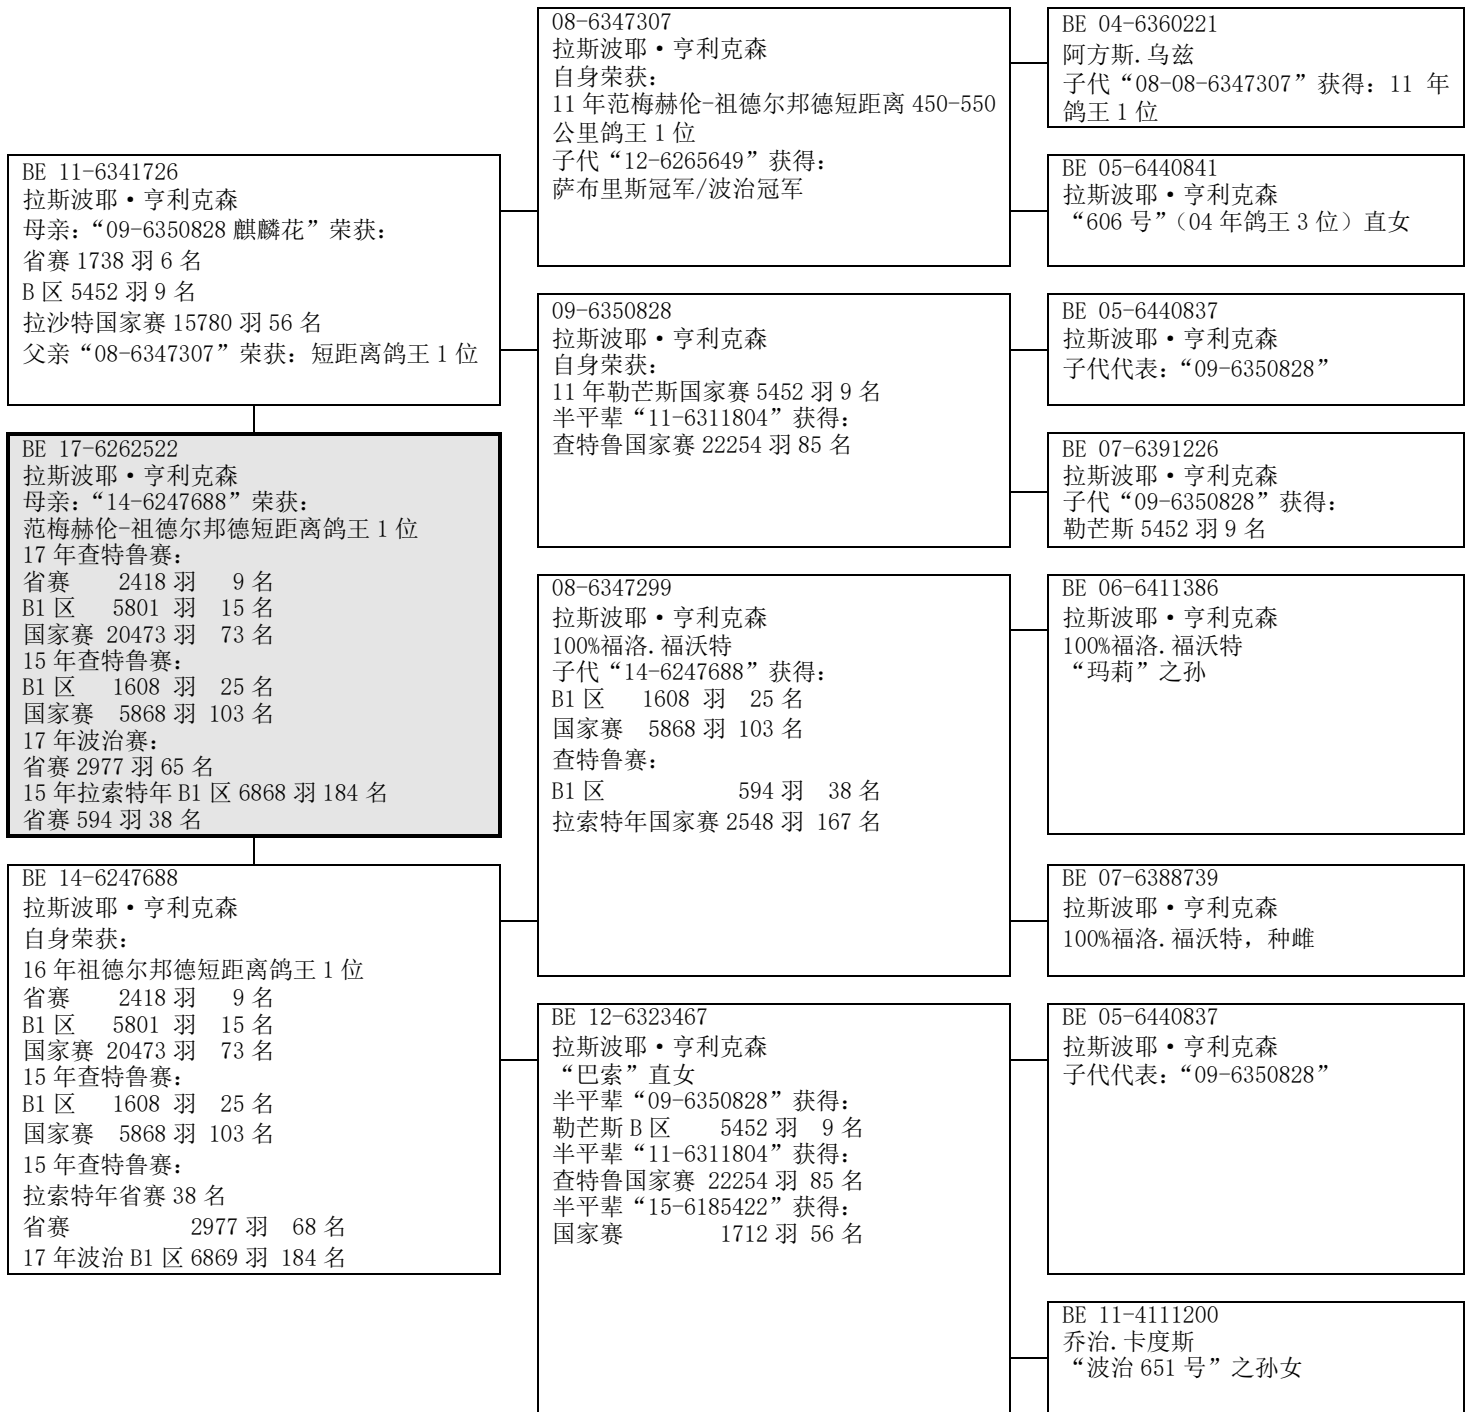 BE 11-6341726
拉斯波耶·亨利克森
母亲：“09-6350828 麒麟花”荣获：
省赛 1738 羽 6 名
B 区 5452 羽 9 名
拉沙特国家赛 15780 羽 56 名
父亲“08-6347307”荣获：短距离鸽王 1 位
BE 17-6262522
拉斯波耶·亨利克森
母亲：“14-6247688”荣获：
范梅赫伦-祖德尔邦德短距离鸽王 1 位
17 年查特鲁赛：
省赛 2418 羽 9 名
B1 区 5801 羽 15 名
国家赛 20473 羽 73 名
15 年查特鲁赛：
B1 区 1608 羽 25 名
国家赛 5868 羽 103 名
17 年波治赛：
省赛 2977 羽 65 名
15 年拉索特年 B1 区 6868 羽 184 名
省赛 594 羽 38 名
BE 14-6247688
拉斯波耶·亨利克森
自身荣获：
16 年祖德尔邦德短距离鸽王 1 位
省赛 2418 羽 9 名
B1 区 5801 羽 15 名
国家赛 20473 羽 73 名
15 年查特鲁赛：
B1 区 1608 羽 25 名
国家赛 5868 羽 103 名
15 年查特鲁赛：
拉索特年省赛 38 名
省赛 2977 羽 68 名
17 年波治 B1 区 6869 羽 184 名
08-6347307
拉斯波耶·亨利克森
自身荣获：
11 年范梅赫伦-祖德尔邦德短距离 450-550
公里鸽王 1 位
子代“12-6265649”获得：
萨布里斯冠军/波治冠军
09-6350828
拉斯波耶·亨利克森
自身荣获：
11 年勒芒斯国家赛 5452 羽 9 名
半平辈“11-6311804”获得：
查特鲁国家赛 22254 羽 85 名
08-6347299
拉斯波耶·亨利克森
100%福洛.福沃特
子代“14-6247688”获得：
B1 区 1608 羽 25 名
国家赛 5868 羽 103 名
查特鲁赛：
B1 区 594 羽 38 名
拉索特年国家赛 2548 羽 167 名
BE 12-6323467
拉斯波耶·亨利克森
“巴索”直女
半平辈“09-6350828”获得：
勒芒斯 B 区 5452 羽 9 名
半平辈“11-6311804”获得：
查特鲁国家赛 22254 羽 85 名
半平辈“15-6185422”获得：
国家赛 1712 羽 56 名
BE 04-6360221
阿方斯.乌兹
子代“08-08-6347307”获得：11 年
鸽王 1 位
BE 05-6440841
拉斯波耶·亨利克森
“606 号”（04 年鸽王 3 位）直女
BE 05-6440837
拉斯波耶·亨利克森
子代代表：“09-6350828”
BE 07-6391226
拉斯波耶·亨利克森
子代“09-6350828”获得：
勒芒斯 5452 羽 9 名
BE 06-6411386
拉斯波耶·亨利克森
100%福洛.福沃特
“玛莉”之孙
BE 07-6388739
拉斯波耶·亨利克森
100%福洛.福沃特，种雌
BE 05-6440837
拉斯波耶·亨利克森
子代代表：“09-6350828”
BE 11-4111200
乔治.卡度斯
“波治 651 号”之孙女